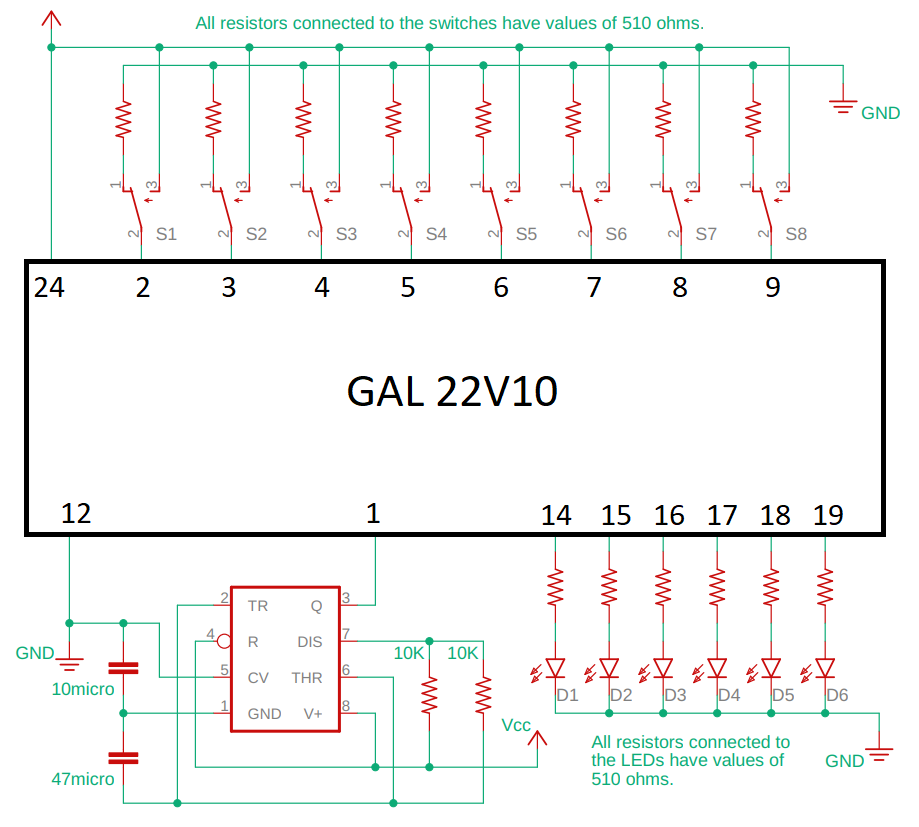 All resistors connected to the switches have values of 510 ohms.
GND
1 3 1 3 1 3 1 3 1 3 1 3 1 3 1 3
2 S1 2 S2 2 S3 2 S4 2 S5 2 S6 2 S7 2 S8
24 2 3 4 5 6 7 8 9
GAL 22V10
12 1 14 15 16 17 18 19
2 TR Q 3
4 R DIS 7
GND 10K 10K
5 CV THR 6
10micro
D1 D2 D3 D4 D5 D6
1 GND V+ 8
Vcc
All resistors connected to
the LEDs have values of
510 ohms.
GND
47micro